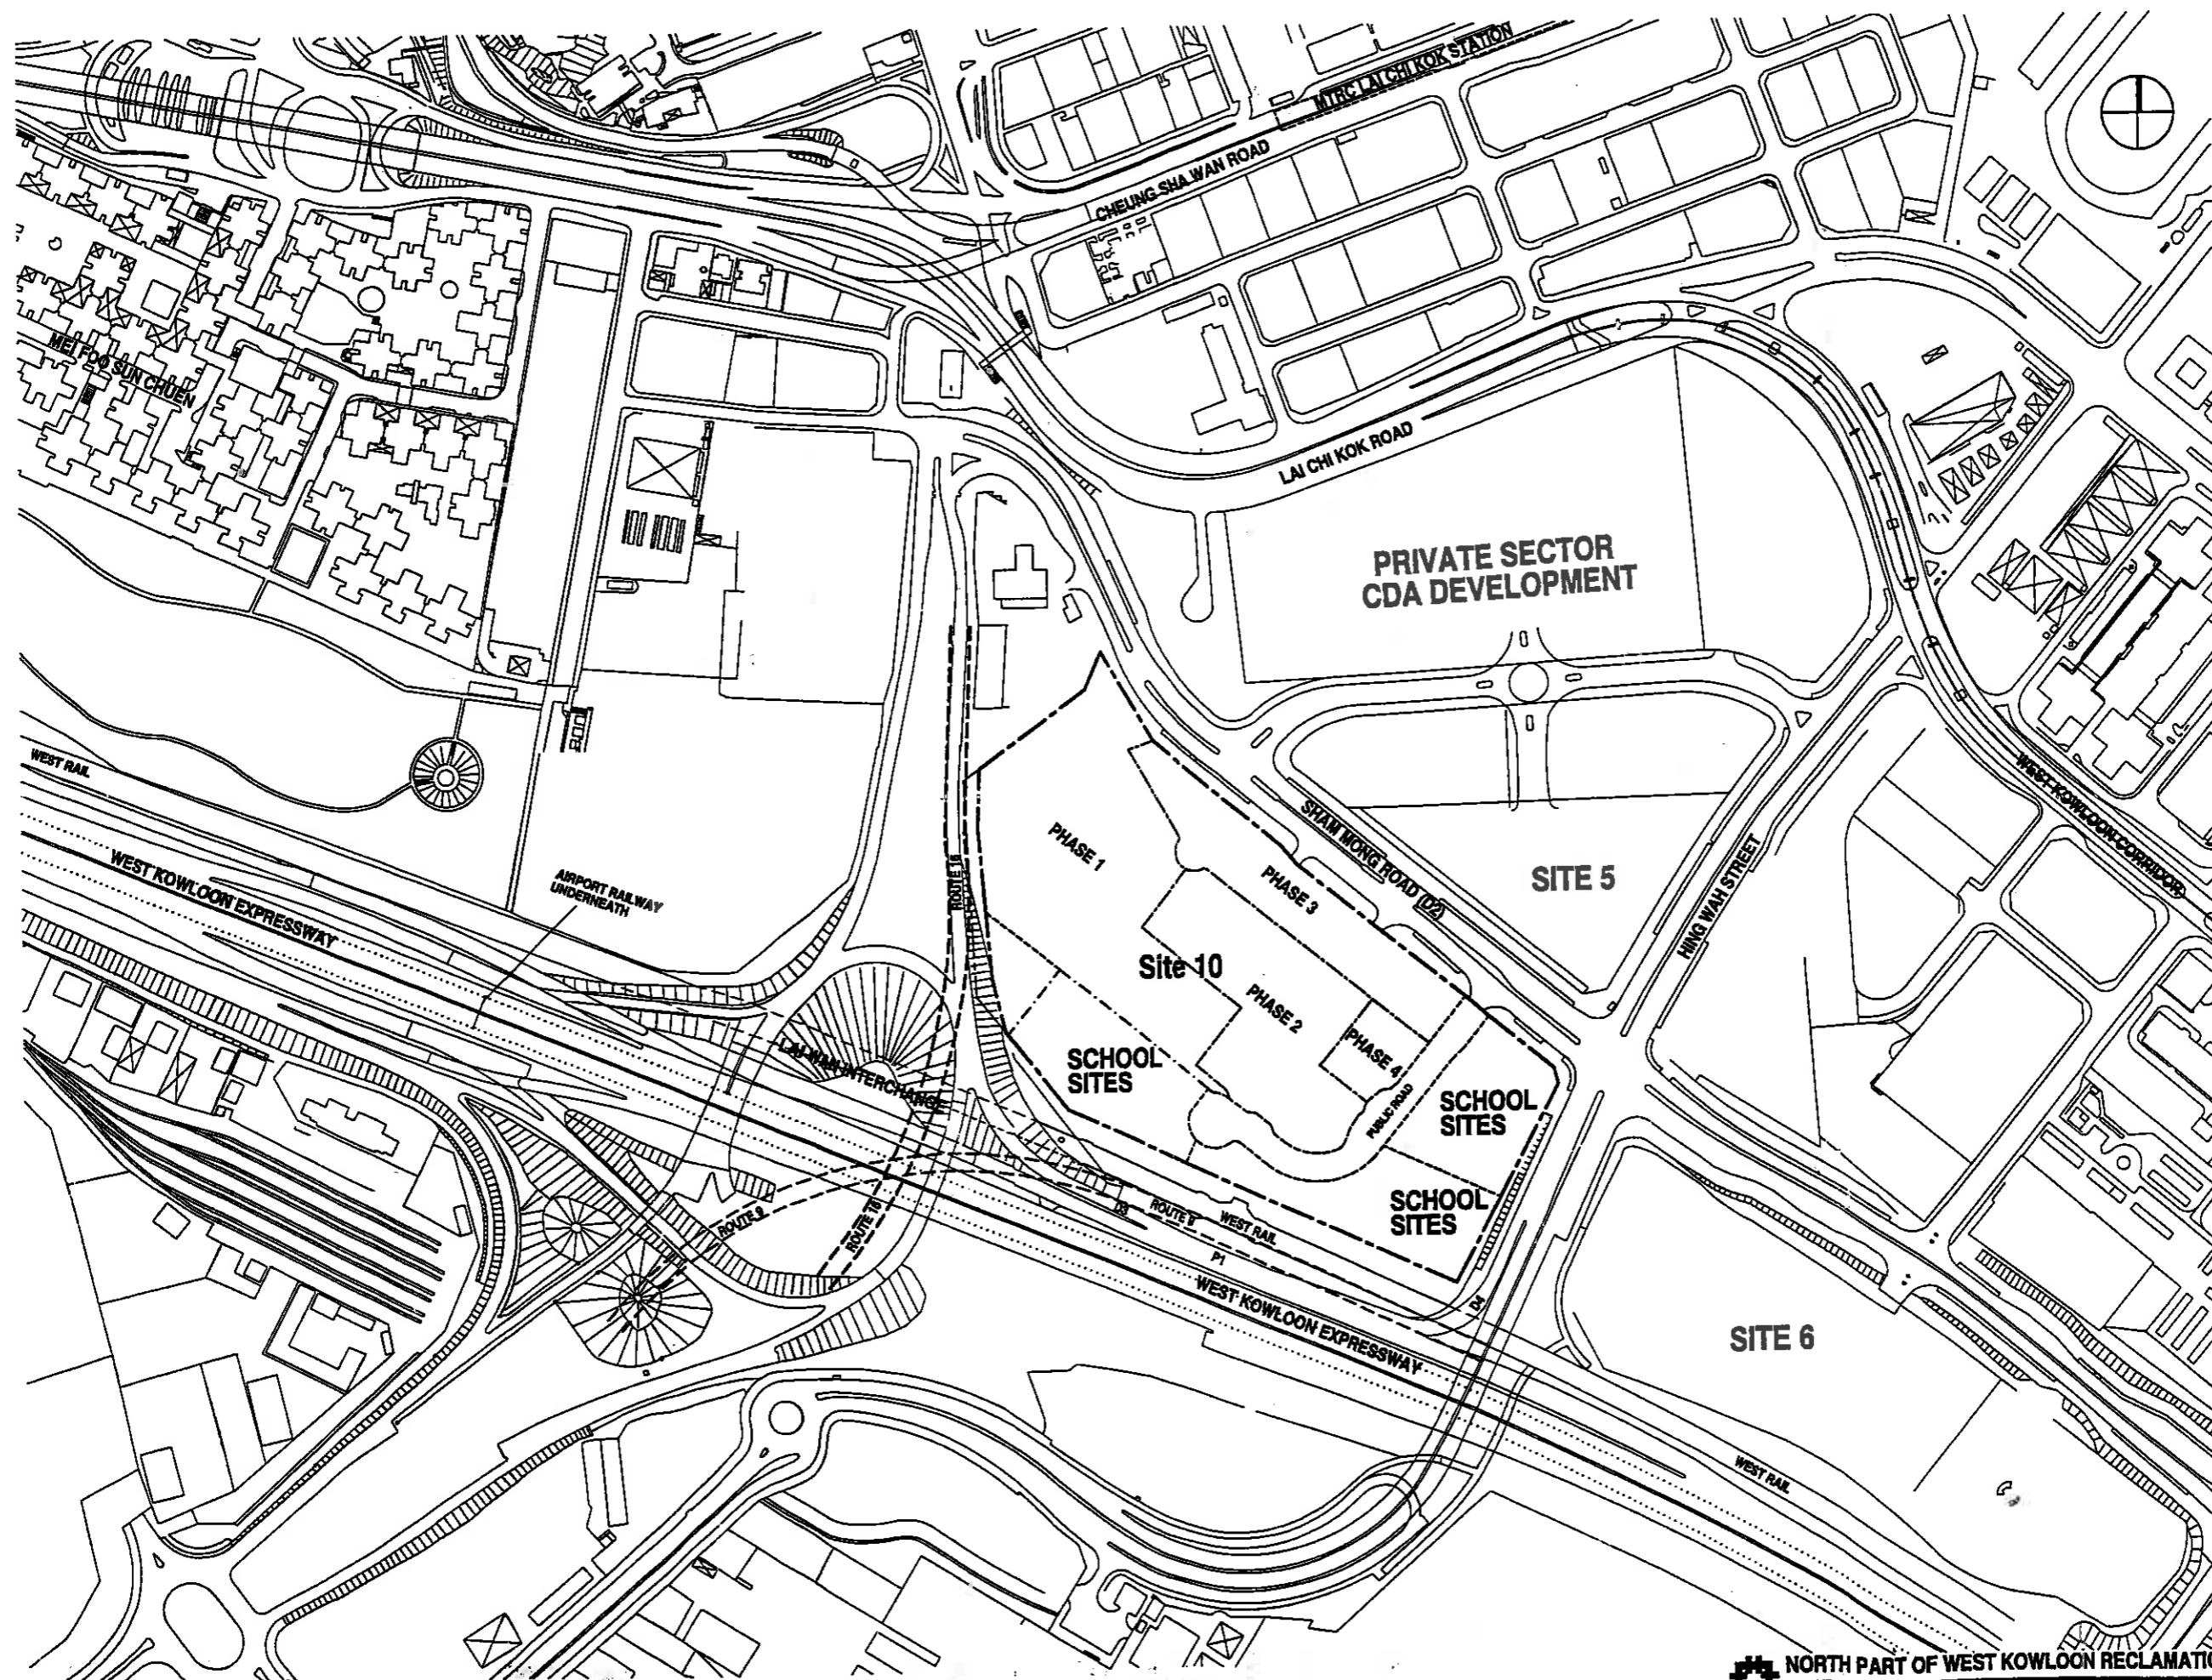 MTRC LAI CHI KOK STATION
CHEUNG SHA WAN ROAD
MEI FOO SUN CHUEN
LAI CHI KOK ROAD
PRIVATE SECTOR
CDA DEVELOPMENT
WEST RAIL
WEST KOWLOON EXPRESSWAY
AIRPORT RAILWAY
UNDERNEATH
ROUTE 16
PHASE 1
PHASE 3
SHAM MONG ROAD (D2)
SITE 5
HING WAH STREET
WEST KOWLOON CORRIDOR
Site 10
PHASE 2
PHASE 4
LAI WAN INTERCHANGE
SCHOOL
SITES
PUBLIC ROAD
SCHOOL
SITES
SCHOOL
SITES
ROUTE 9
ROUTE 16
D3
ROUTE 9
WEST RAIL
P1
WEST KOWLOON EXPRESSWAY
D4
SITE 6
WEST RAIL
NORTH PART OF WEST KOWLOON RECLAMATI